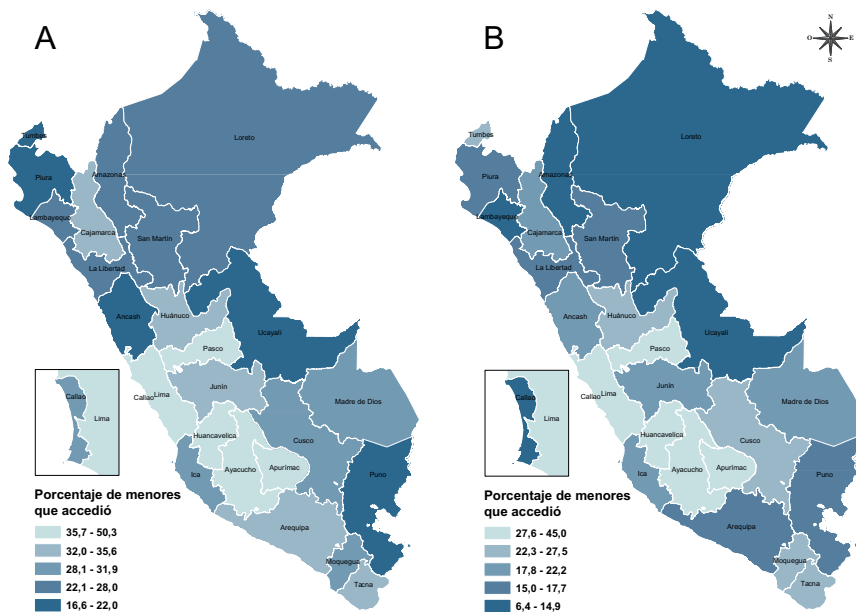 A
Tumbes
Piura
Lambayeque
Amazonas
Loreto
Cajamarca
San Martín
La Libertad
Ancash
Huánuco
Ucayali
Pasco
Callao
Lima
Junín
Madre de Dios
Callao
Lima
Huancavelica
Cusco
Ica
Ayacucho
Apurímac
Puno
Arequipa
Moquegua
Tacna
Porcentaje de menores
que accedió
35,7 - 50,3
32,0 - 35,6
28,1 - 31,9
22,1 - 28,0
16,6 - 22,0
B
N
O
E
S
Tumbes
Piura
Lambayeque
Amazonas
Loreto
Cajamarca
San Martín
La Libertad
Ancash
Huánuco
Ucayali
Pasco
Callao
Lima
Junín
Madre de Dios
Callao
Lima
Huancavelica
Cusco
Ica
Ayacucho
Apurímac
Puno
Arequipa
Moquegua
Tacna
Porcentaje de menores
que accedió
27,6 - 45,0
22,3 - 27,5
17,8 - 22,2
15,0 - 17,7
6,4 - 14,9